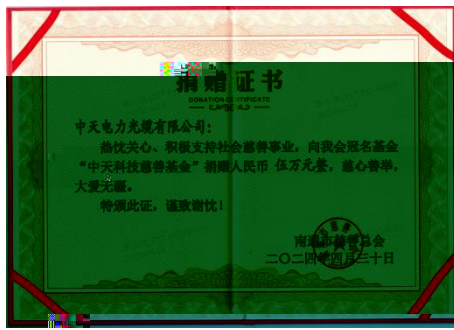 捐赠证书
DONATION CERTIFICATE
中天电力光缆有限公司:
热忱关心、积极支持社会慈善事业,向我会冠名基金
“中天科技慈善基金”捐赠人民币 伍万元整,慈心善举,
大爱无疆。
特颁此证,谨致谢忱!
南通市慈善总会
二〇二四年四月三十日